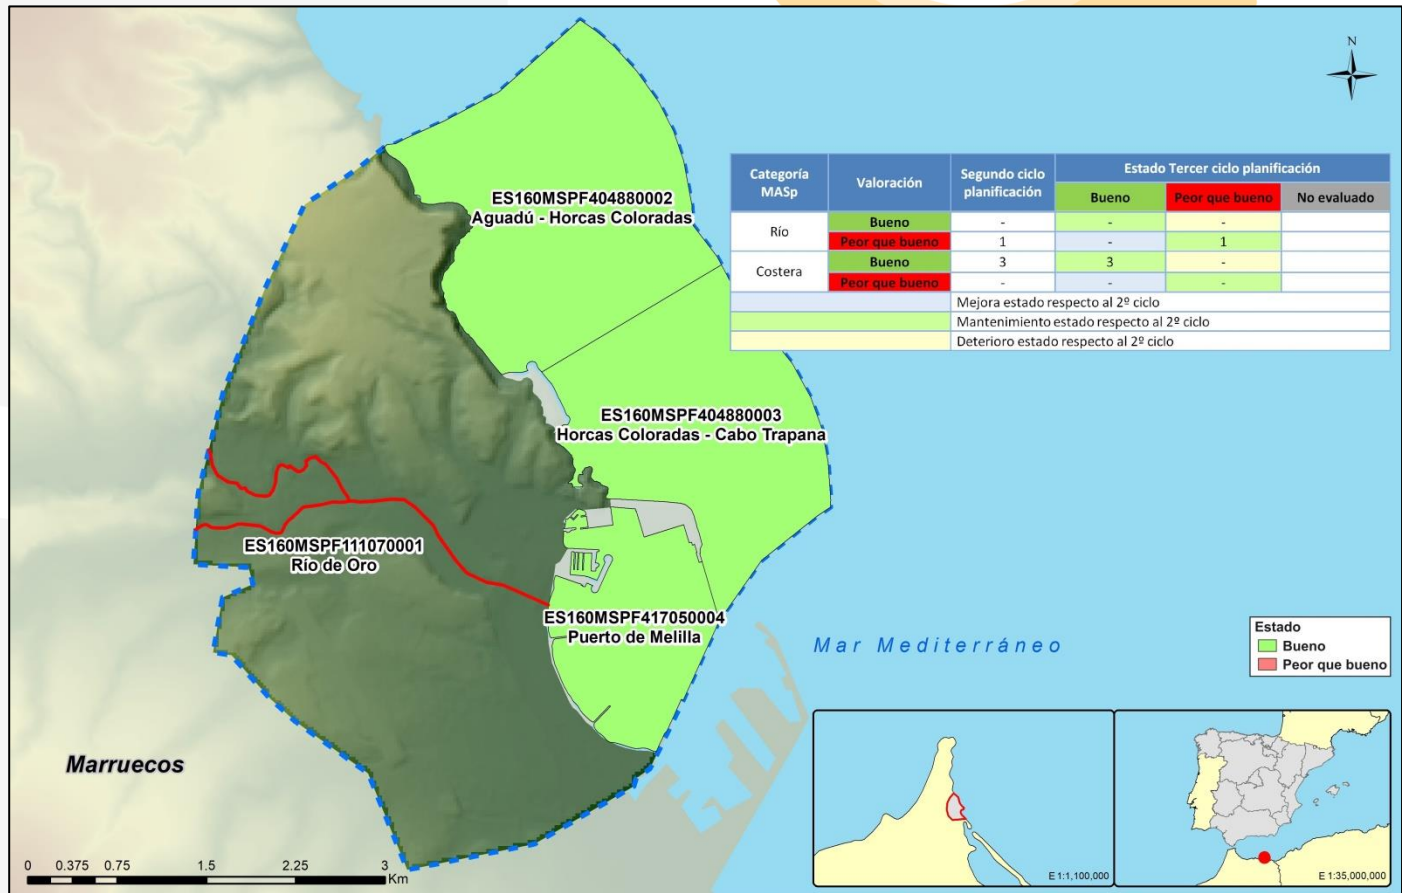 N
ES160MSPF404880002
Aguadú - Horcas Coloradas
Categoría MASp
Valoración
Segundo ciclo planificación
Estado Tercer ciclo planificación
Bueno
Peor que bueno
No evaluado
Río
Bueno - - -
Peor que bueno 1 - 1
Costera
Bueno 3 3 -
Peor que bueno - - -
Mejora estado respecto al 2º ciclo
Mantenimiento estado respecto al 2º ciclo
Deterioro estado respecto al 2º ciclo
ES160MSPF404880003
Horcas Coloradas - Cabo Trapana
ES160MSPF111070001
Río de Oro
ES160MSPF417050004
Puerto de Melilla
Mar Mediterráneo
Estado
Bueno
Peor que bueno
Marruecos
0 0.375 0.75 1.5 2.25 3
Km
E 1:1,100,000
E 1:35,000,000